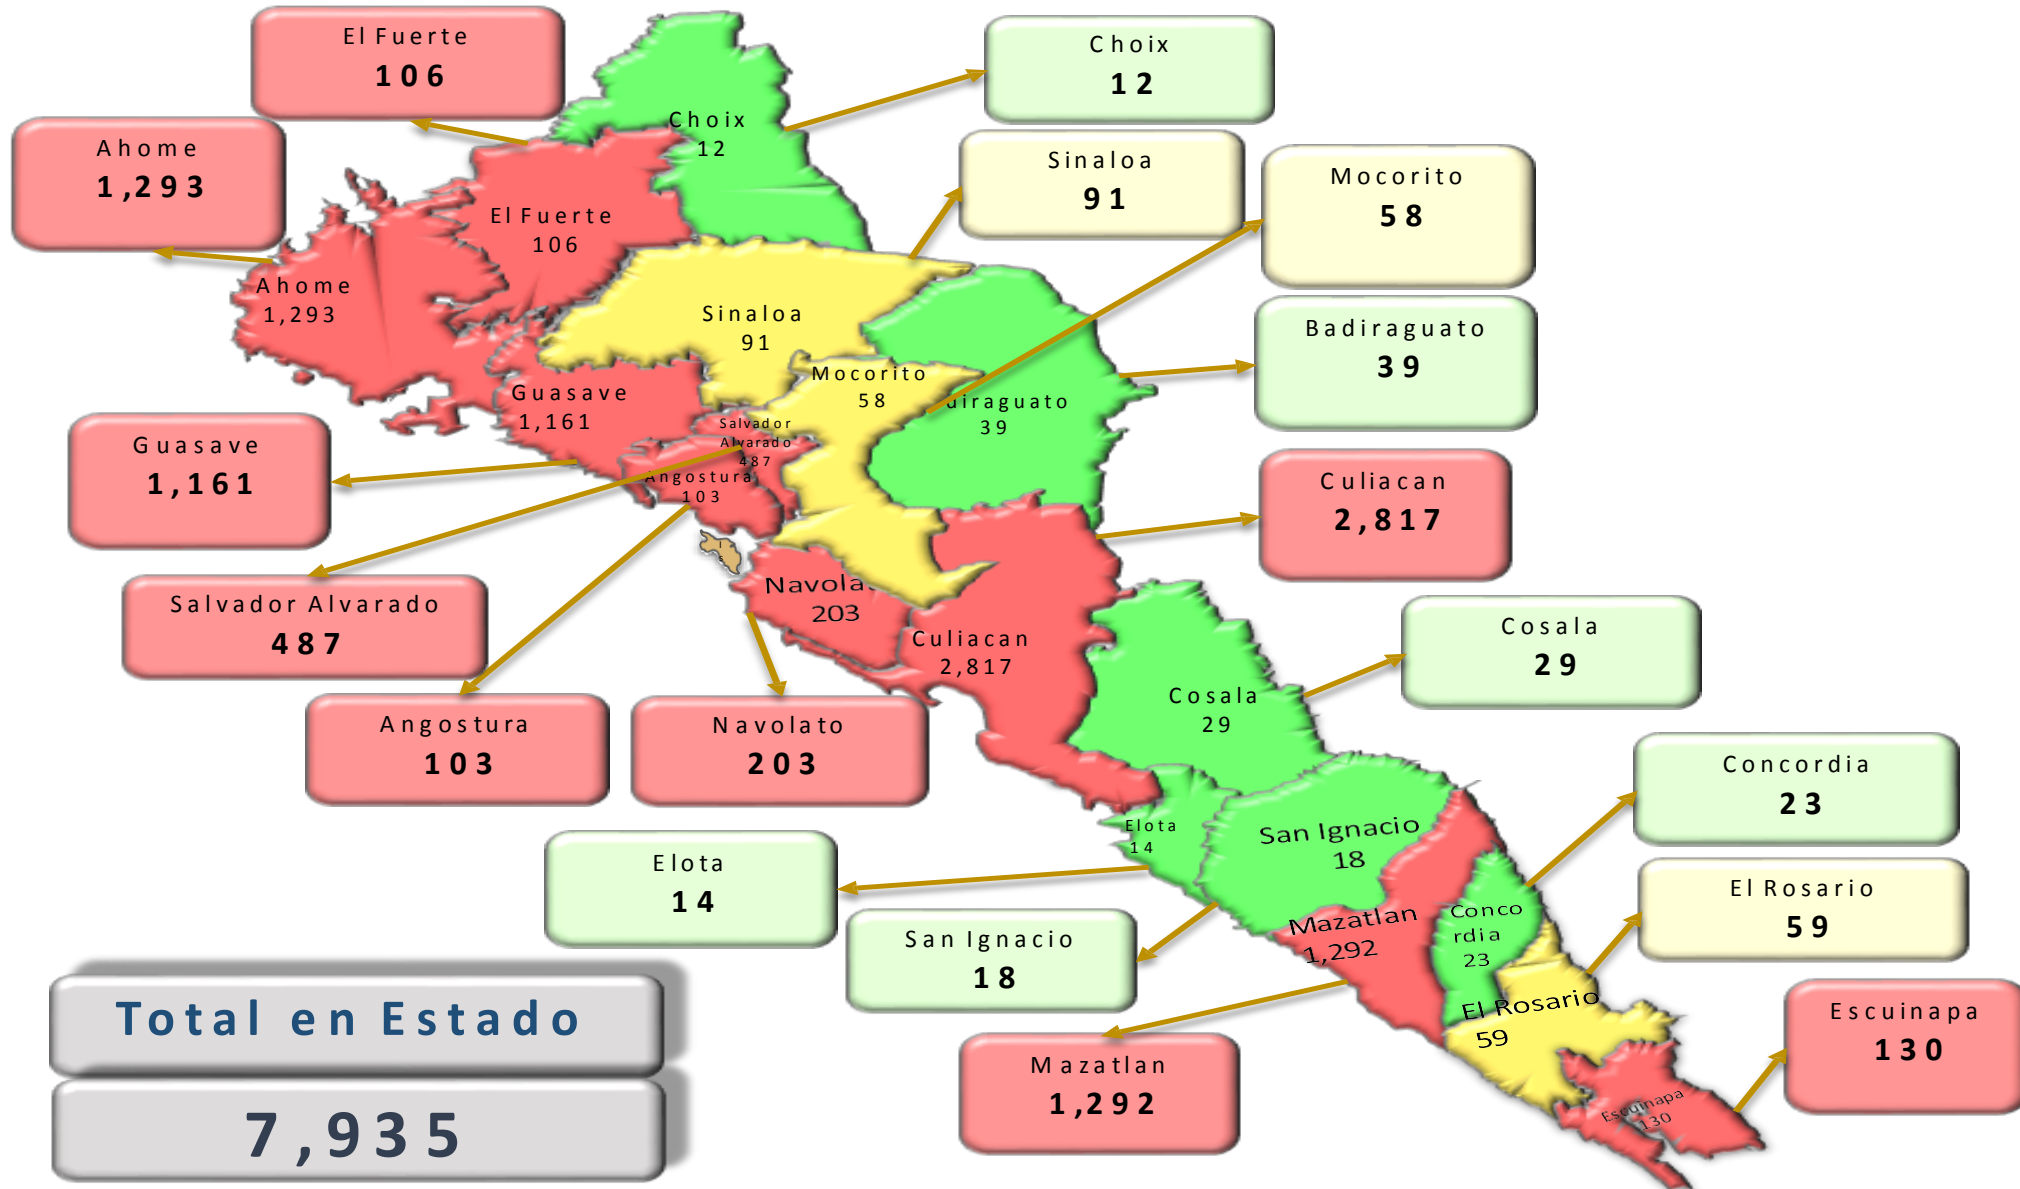 El Fuerte
106
Choix
12
Ahome
1,293
Sinaloa
91
Mocorito
58
Badiraguato
39
Guasave
1,161
Culiacan
2,817
Salvador Alvarado
487
Cosala
29
Angostura
103
Navolato
203
Concordia
23
Elota
14
El Rosario
59
San Ignacio
18
Escuinapa
130
Mazatlan
1,292
Choix
12
El Fuerte
106
Ahome
1,293
Sinaloa
91
Mocorito
58
diraguato
39
Guasave
1,161
Salvador
Alvarado
487
Angostura
103
Navola
203
Culiacan
2,817
Cosala
29
Elota
14
San Ignacio
18
Mazatlan
1,292
Conco
rdia
23
El Rosario
59
Escuinapa
130
Total en Estado
7,935